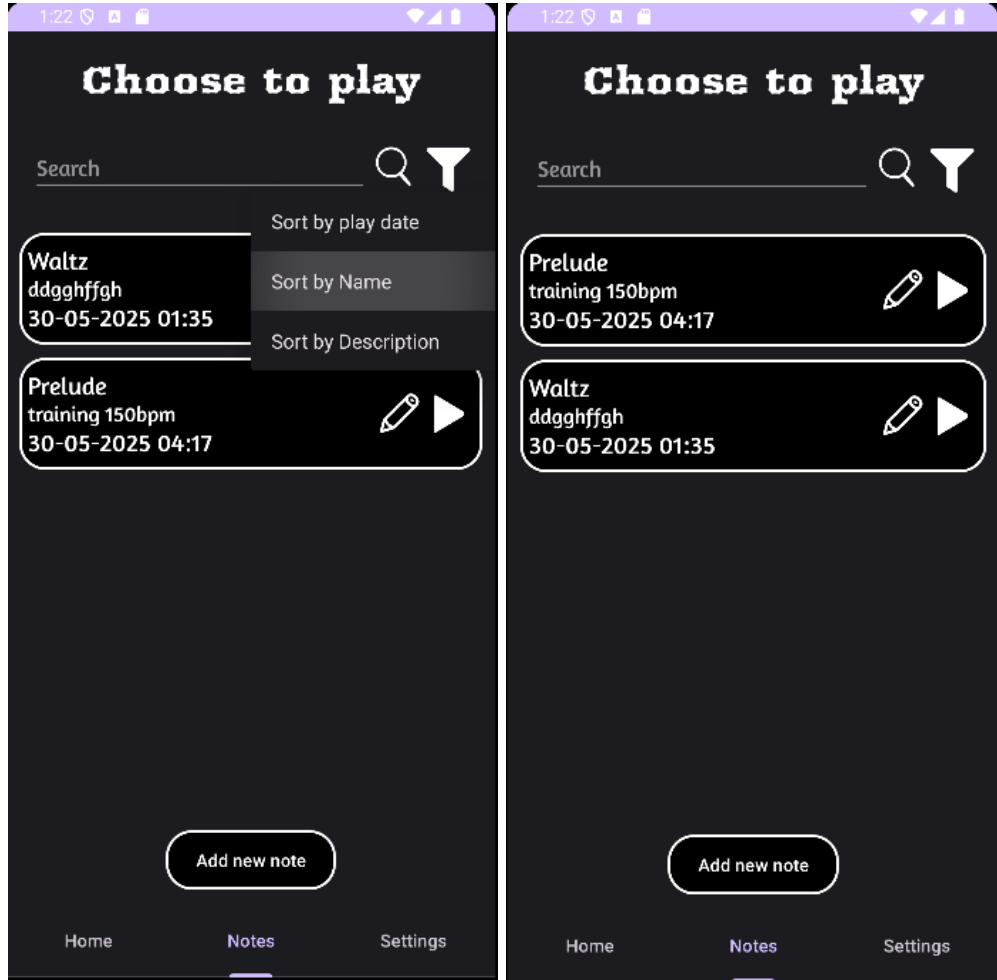 1:22
Choose to play
Search
Sort by play date
Sort by Name
Sort by Description
Waltz
ddgghffgh
30-05-2025 01:35
Prelude
training 150bpm
30-05-2025 04:17
Add new note
Home Notes Settings
1:22
Choose to play
Search
Prelude
training 150bpm
30-05-2025 04:17
Waltz
ddgghffgh
30-05-2025 01:35
Add new note
Home Notes Settings